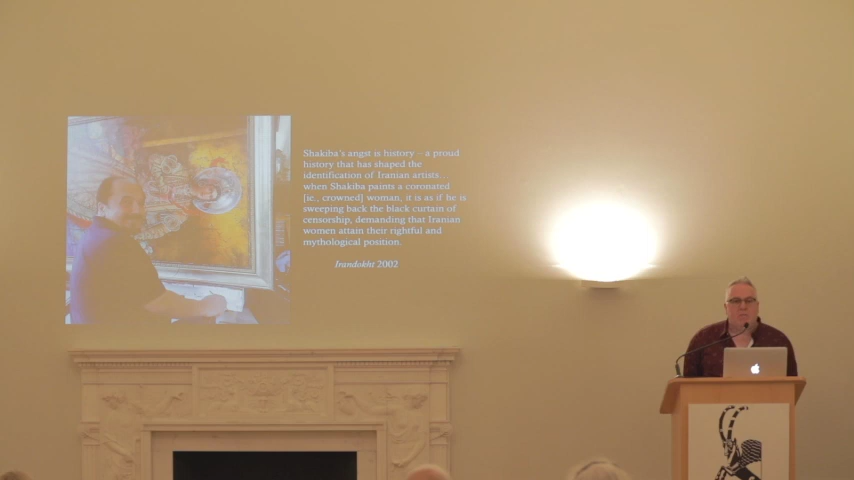 Shakiba's angst is history – a proud
history that has shaped the
identification of Iranian artists…
when Shakiba paints a coronated
[ie., crowned] woman, it is as if he is
sweeping back the black curtain of
censorship, demanding that Iranian
women attain their rightful and
mythological position.
Irandokht 2002